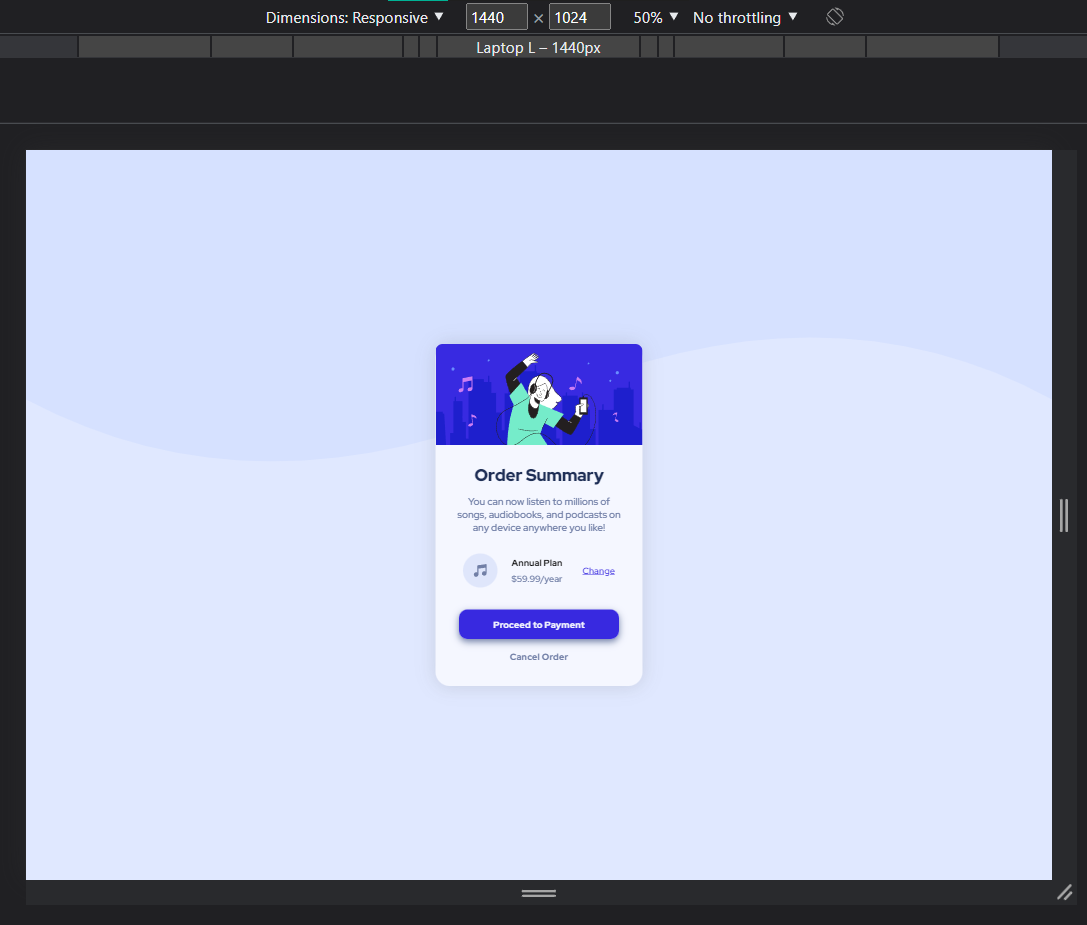 Dimensions: Responsive ▼ 1440 × 1024 50% ▼ No throttling ▼
Laptop L – 1440px
Order Summary
You can now listen to millions of
songs, audiobooks, and podcasts on
any device anywhere you like!
Annual Plan
$59.99/year
Change
Proceed to Payment
Cancel Order